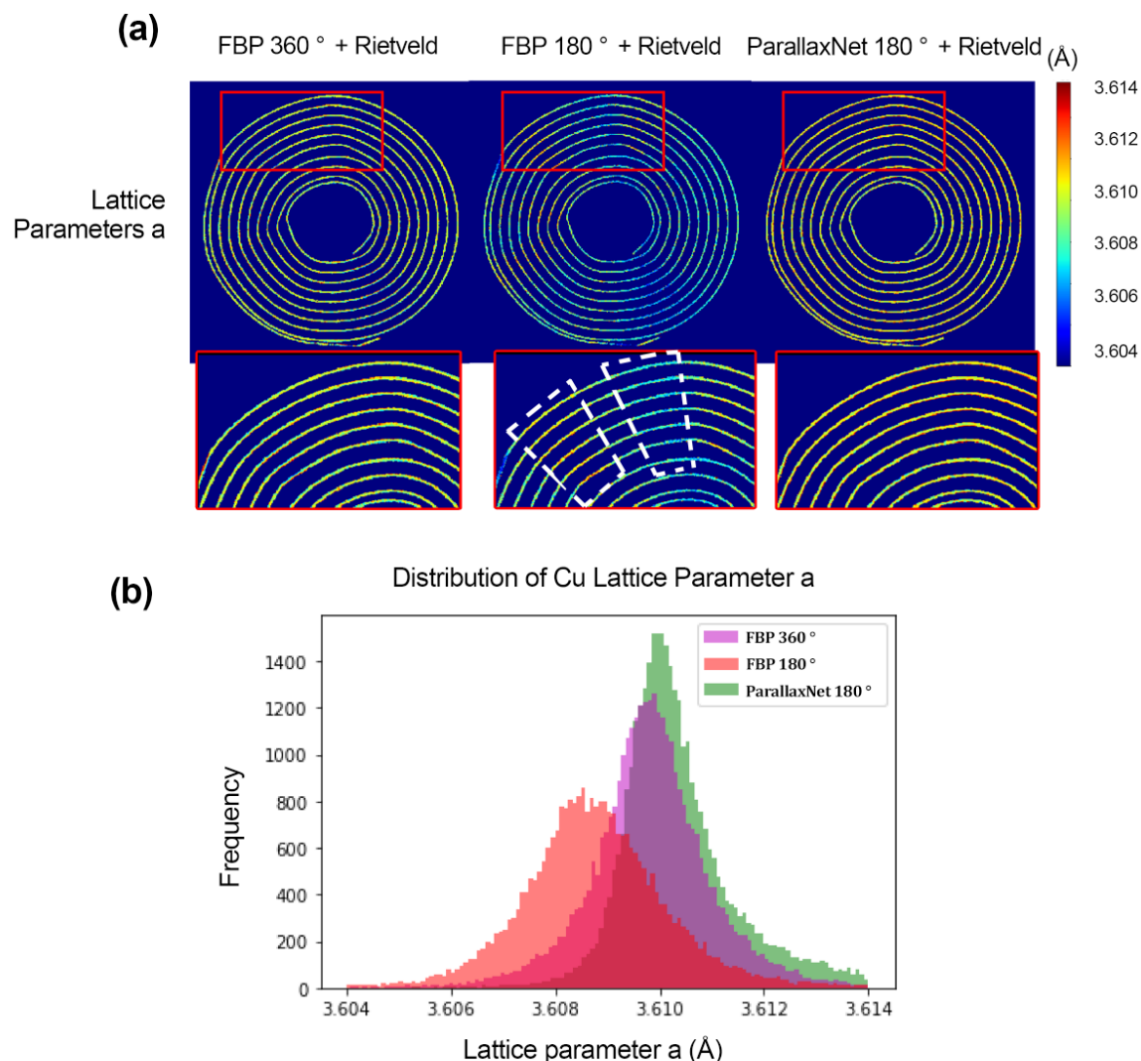 (a)
FBP 360 ° + Rietveld
FBP 180 ° + Rietveld
ParallaxNet 180 ° + Rietveld
(Å)
3.614
3.612
3.610
3.608
3.606
3.604
Lattice
Parameters a
(b)
Distribution of Cu Lattice Parameter a
FBP 360 °
FBP 180 °
ParallaxNet 180 °
Frequency
1400
1200
1000
800
600
400
200
0
3.604
3.606
3.608
3.610
3.612
3.614
Lattice parameter a (Å)